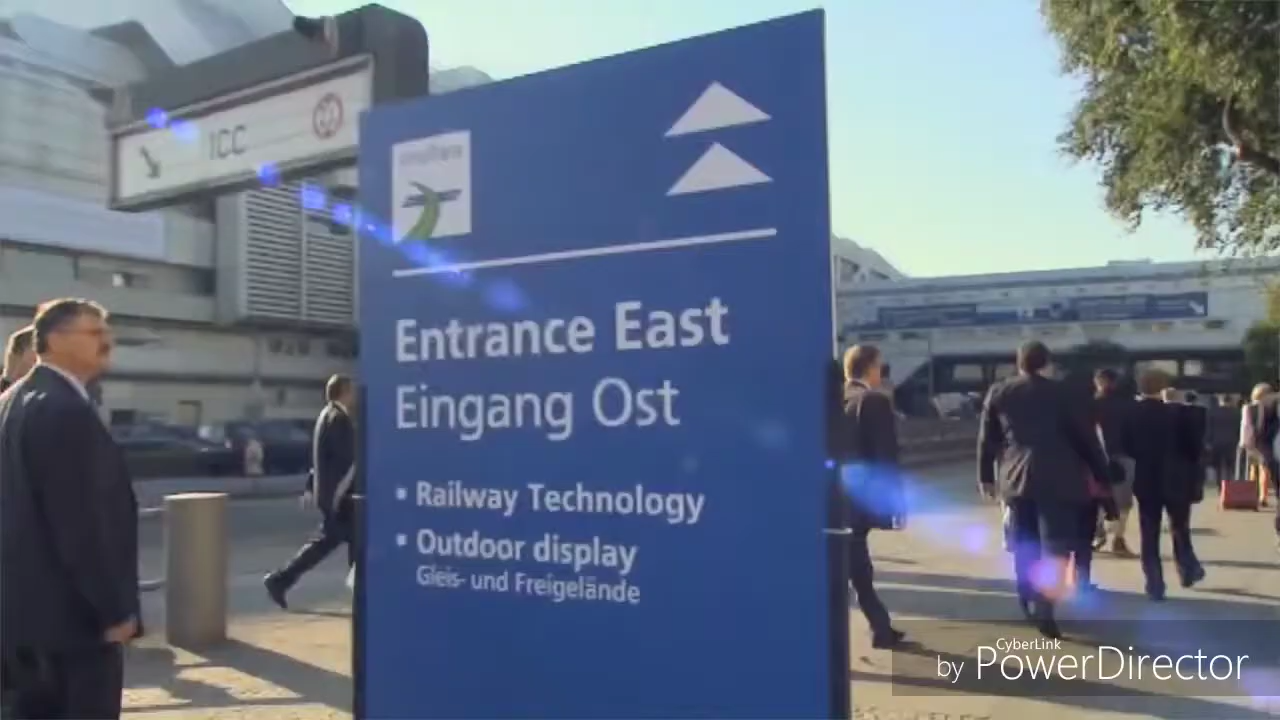 ICC
Entrance East
Eingang Ost
▪ Railway Technology
▪ Outdoor display
Gleis- und Freigelände
CyberLink
by PowerDirector